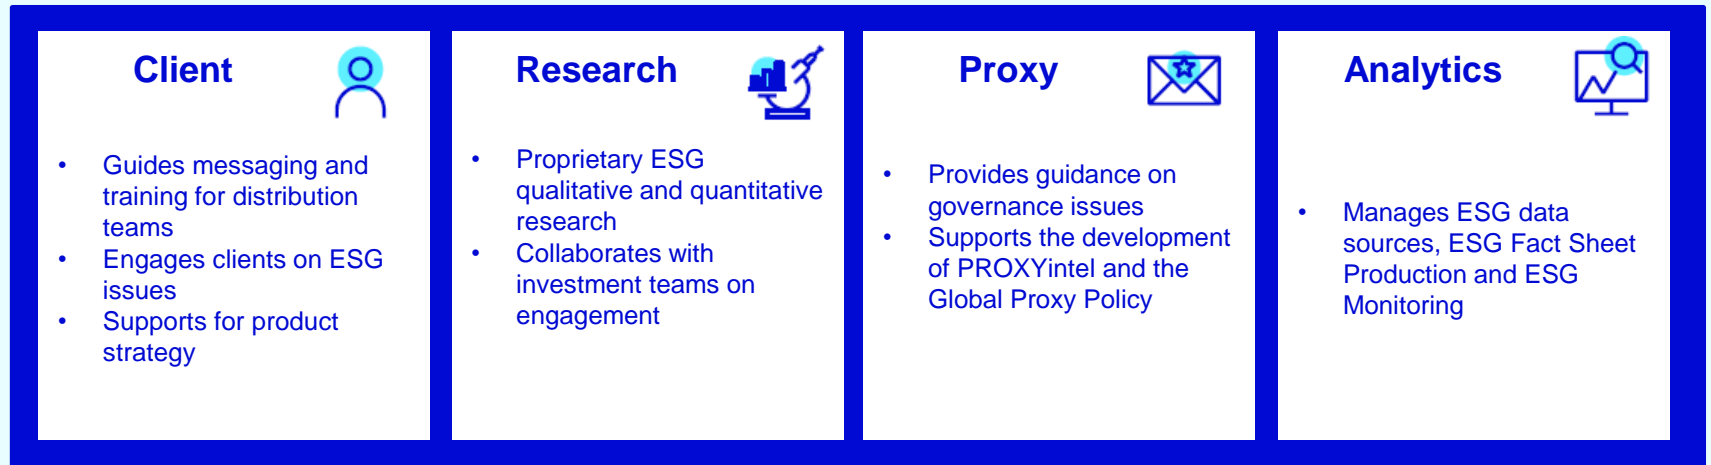 Client
• Guides messaging and
training for distribution
teams
• Engages clients on ESG
issues
• Supports for product
strategy
Research
• Proprietary ESG
qualitative and quantitative
research
• Collaborates with
investment teams on
engagement
Proxy
• Provides guidance on
governance issues
• Supports the development
of PROXYintel and the
Global Proxy Policy
Analytics
• Manages ESG data
sources, ESG Fact Sheet
Production and ESG
Monitoring